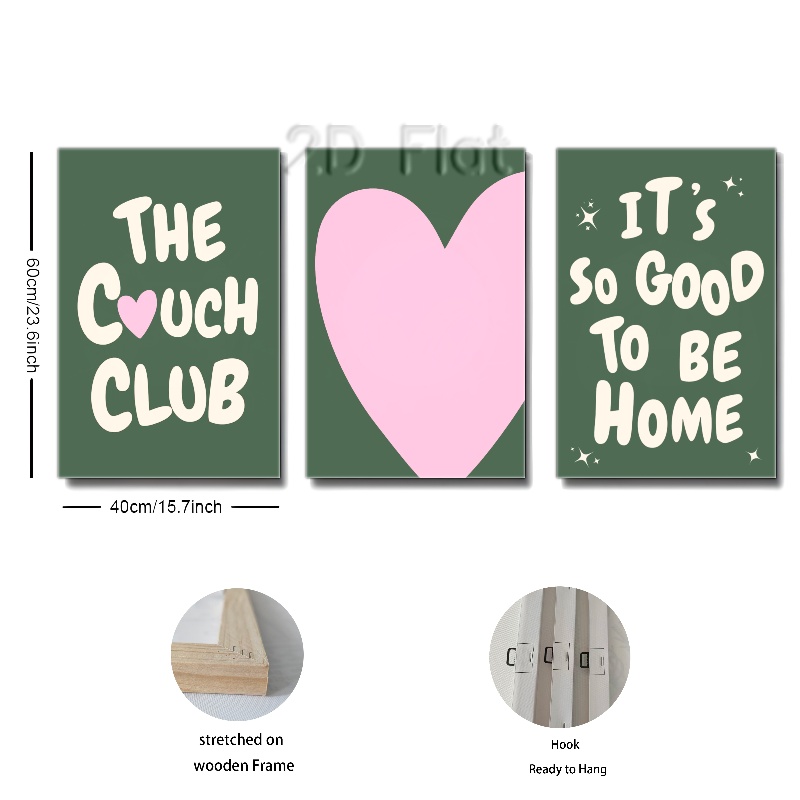 2D Flat
THE
CUCH
CLUB
IT'S
SO GOOD
TO BE
HOME
60cm/23.6inch
40cm/15.7inch
stretched on
wooden Frame
Hook
Ready to Hang